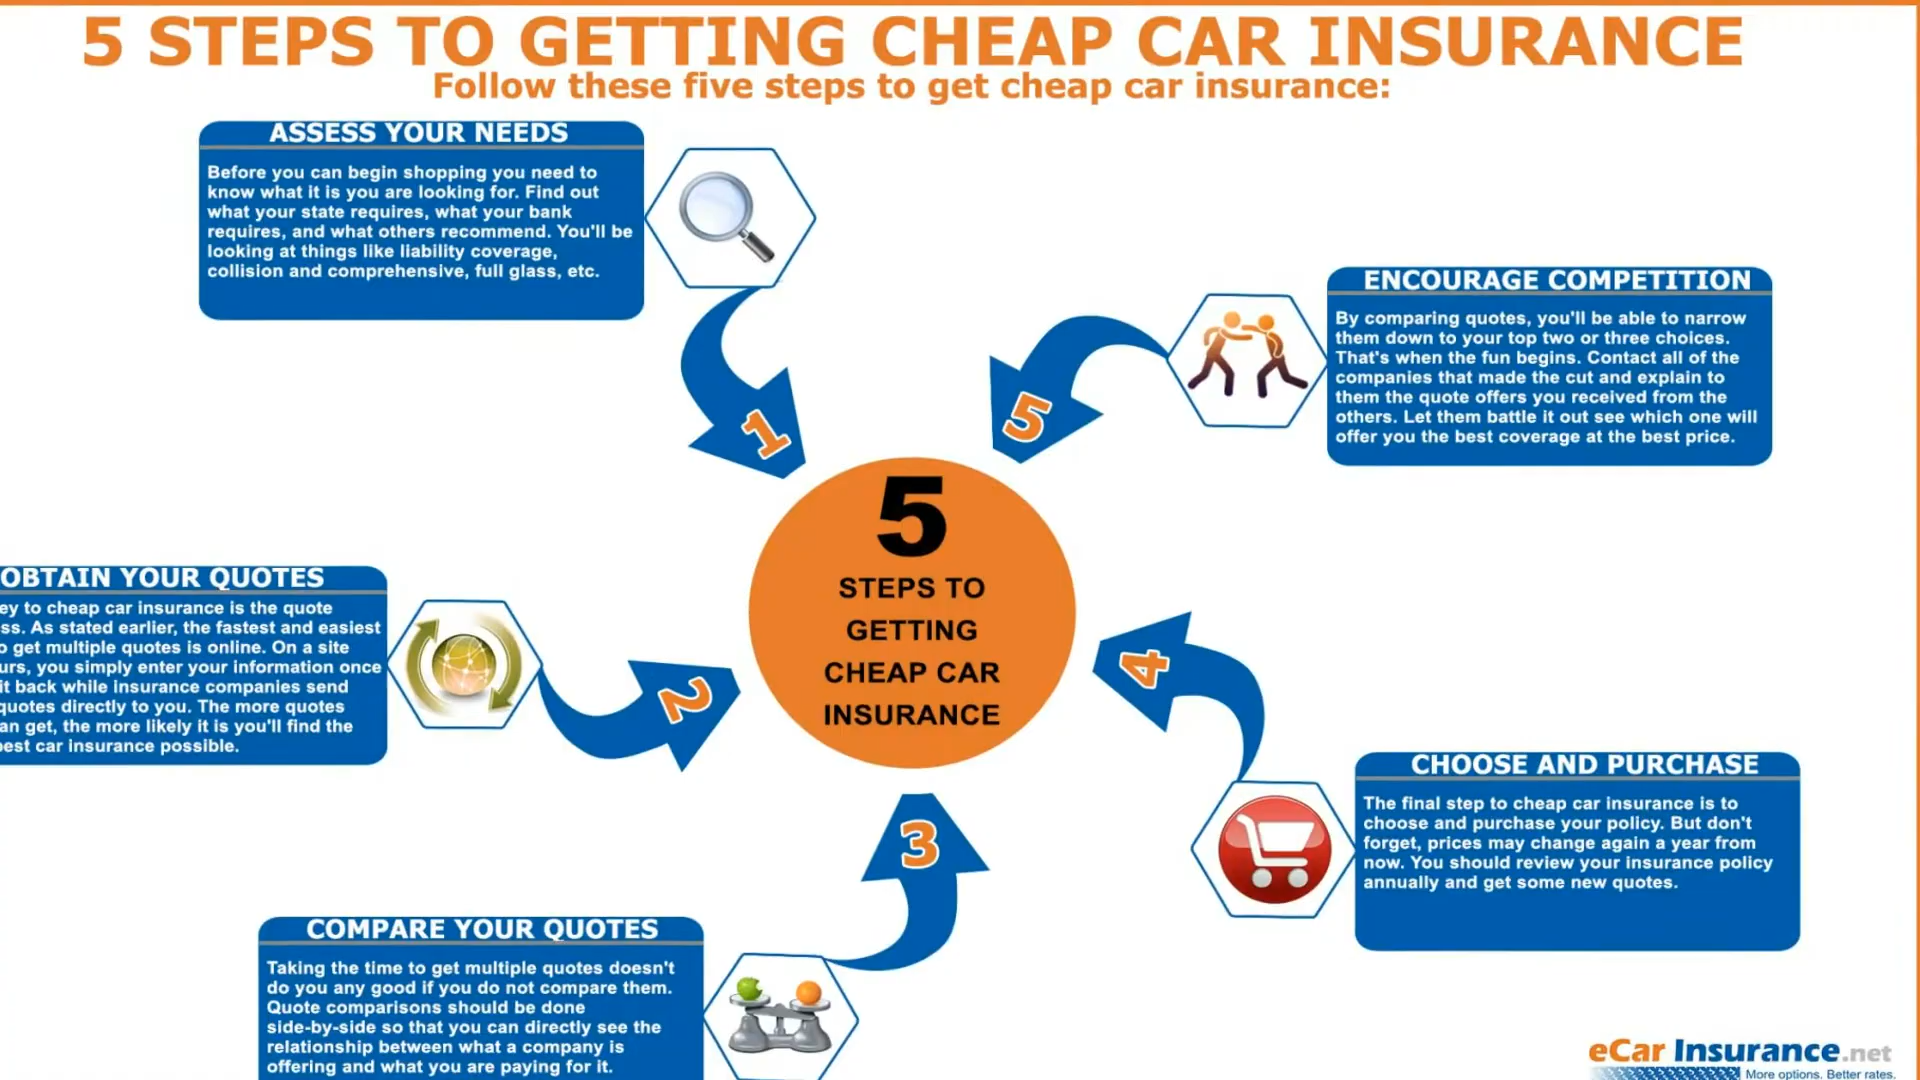 5 STEPS TO GETTING CHEAP CAR INSURANCE
Follow these five steps to get cheap car insurance:
ASSESS YOUR NEEDS
Before you can begin shopping you need to
know what it is you are looking for. Find out
what your state requires, what your bank
requires, and what others recommend. You'll be
looking at things like liability coverage,
collision and comprehensive, full glass, etc.
1
OBTAIN YOUR QUOTES
ey to cheap car insurance is the quote
ss. As stated earlier, the fastest and easiest
o get multiple quotes is online. On a site
urs, you simply enter your information once
it back while insurance companies send
quotes directly to you. The more quotes
an get, the more likely it is you'll find the
est car insurance possible.
2
COMPARE YOUR QUOTES
Taking the time to get multiple quotes doesn't
do you any good if you do not compare them.
Quote comparisons should be done
side-by-side so that you can directly see the
relationship between what a company is
offering and what you are paying for it.
3
CHOOSE AND PURCHASE
The final step to cheap car insurance is to
choose and purchase your policy. But don't
forget, prices may change again a year from
now. You should review your insurance policy
annually and get some new quotes.
4
ENCOURAGE COMPETITION
By comparing quotes, you'll be able to narrow
them down to your top two or three choices.
That's when the fun begins. Contact all of the
companies that made the cut and explain to
them the quote offers you received from the
others. Let them battle it out see which one will
offer you the best coverage at the best price.
5
5
STEPS TO
GETTING
CHEAP CAR
INSURANCE
eCar Insurance.net
More options. Better rates.